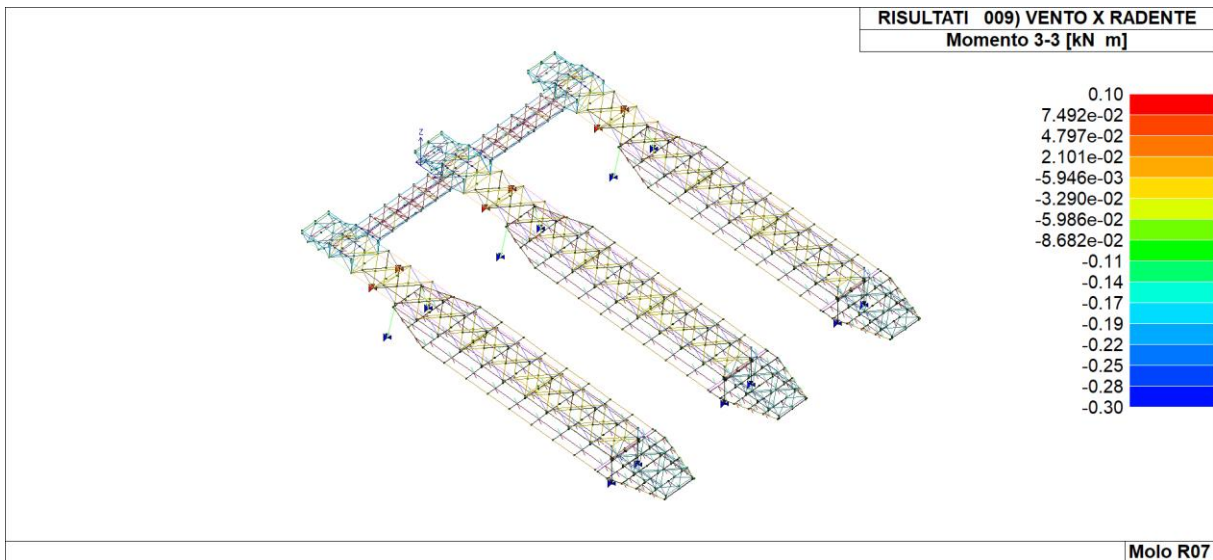 RISULTATI 009) VENTO X RADENTE
Momento 3-3 [kN m]
0.10
7.492e-02
4.797e-02
2.101e-02
-5.946e-03
-3.290e-02
-5.986e-02
-8.682e-02
-0.11
-0.14
-0.17
-0.19
-0.22
-0.25
-0.28
-0.30
Z
Molo R07